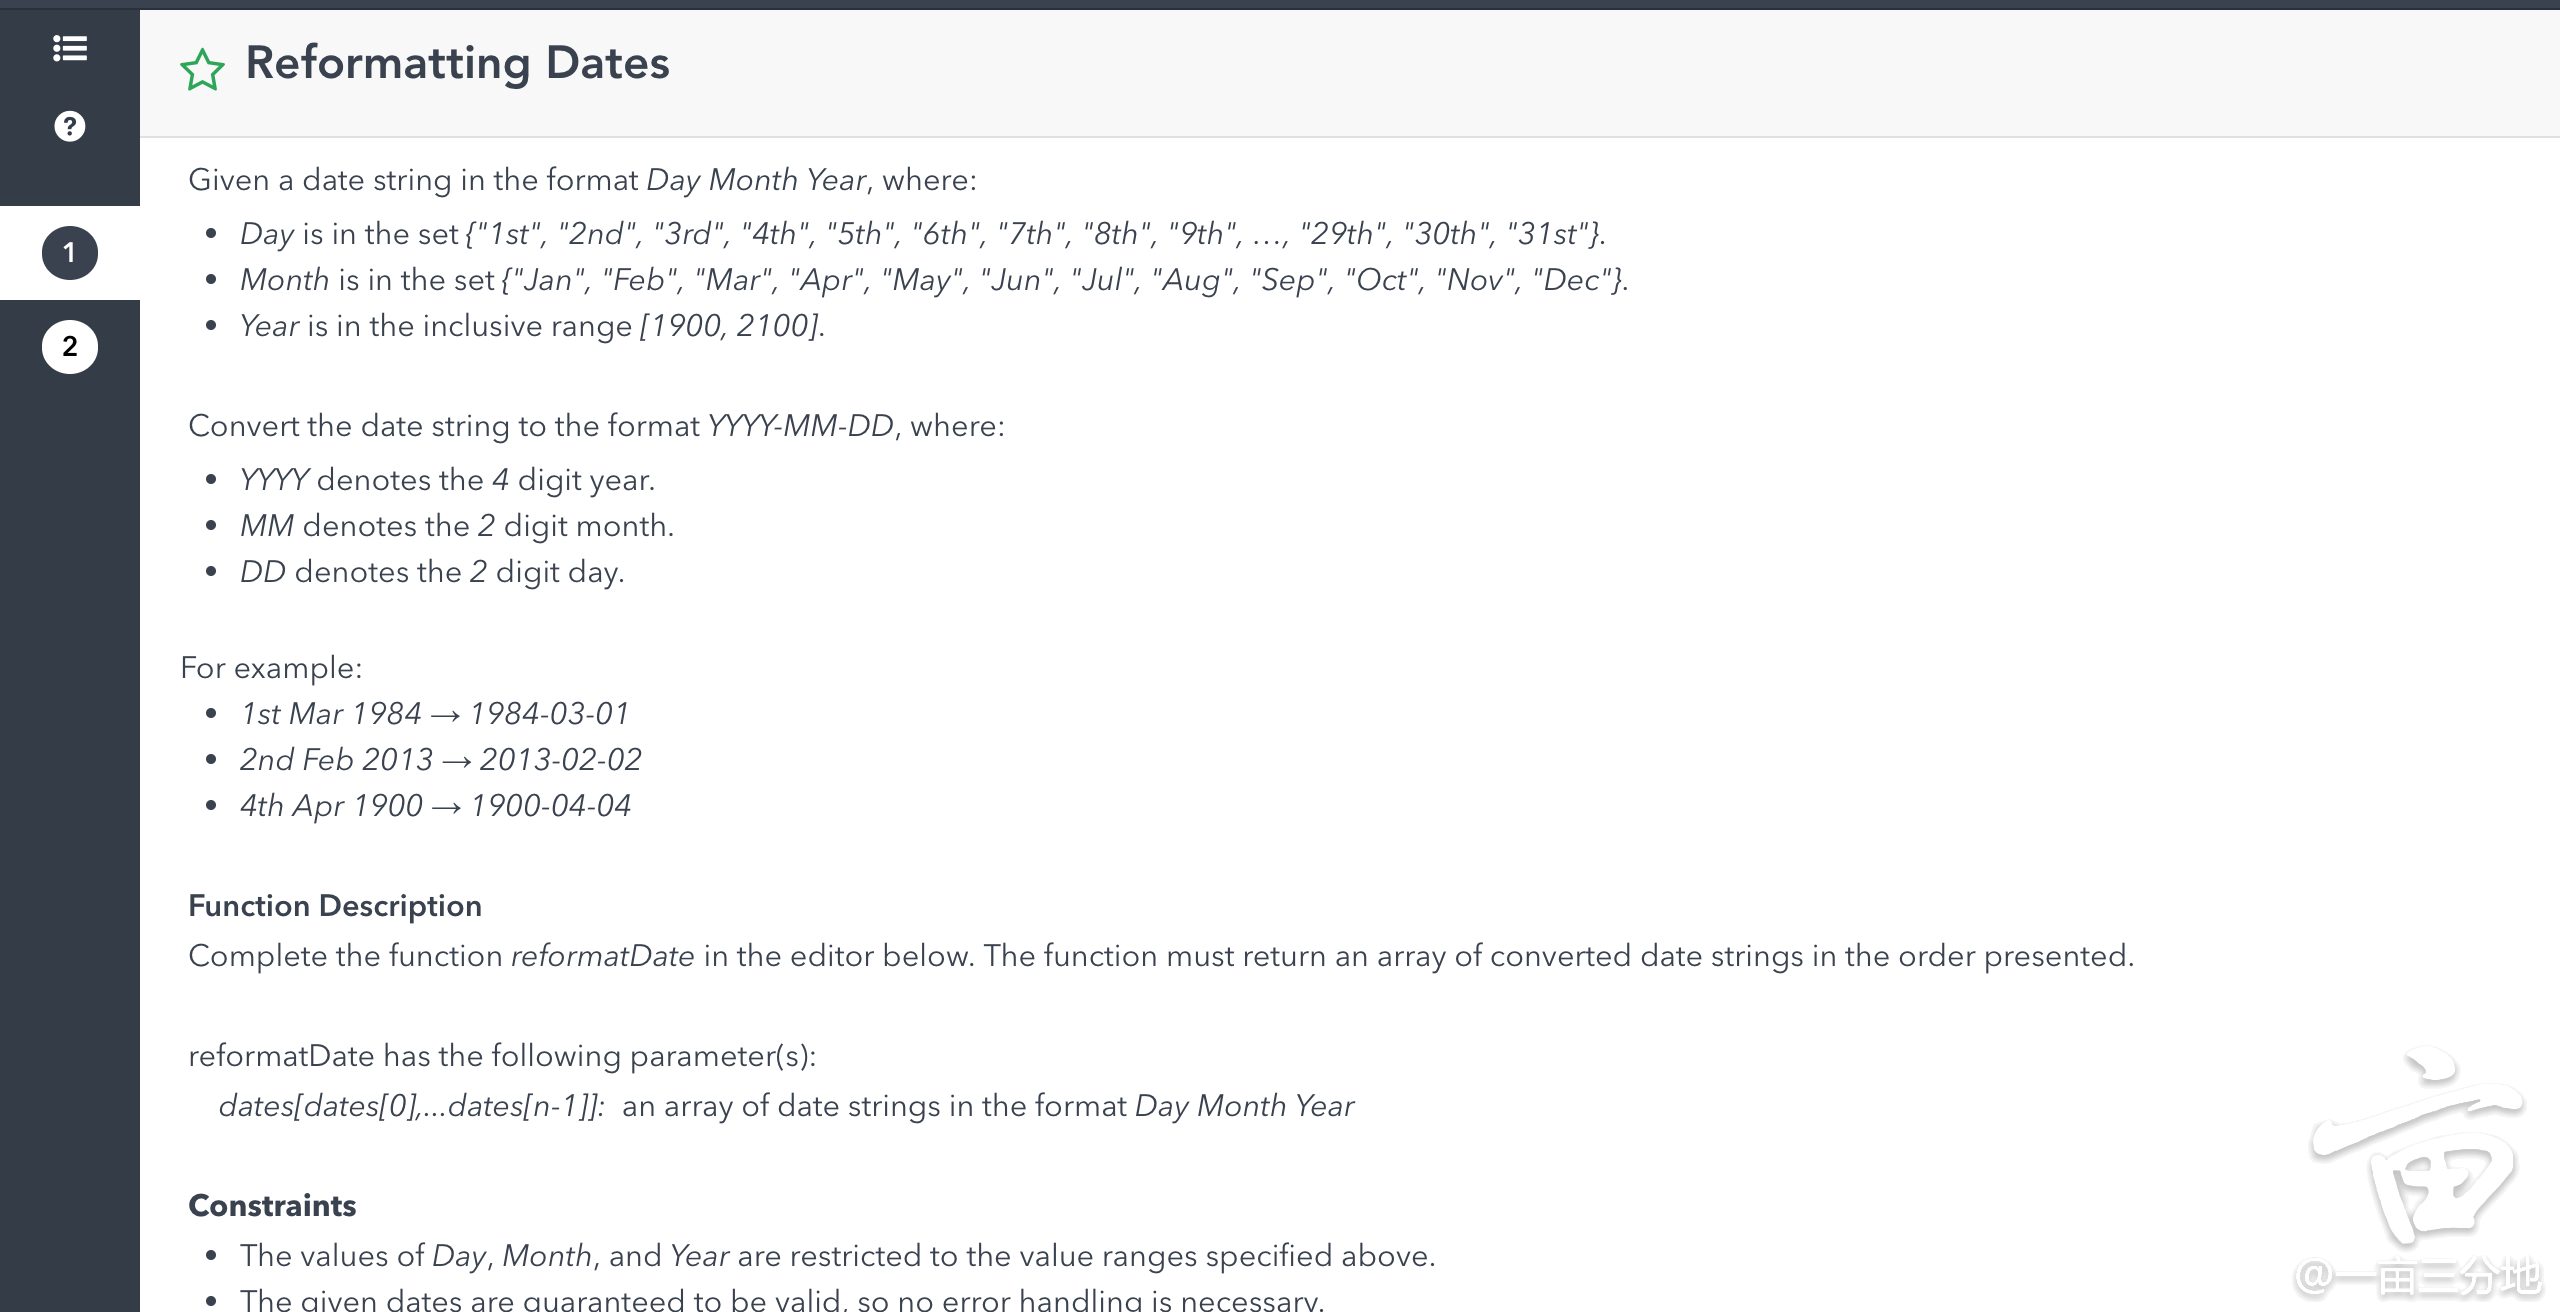 Reformatting Dates
?
1
2
Given a date string in the format Day Month Year, where:
• Day is in the set {"1st", "2nd", "3rd", "4th", "5th", "6th", "7th", "8th", "9th", ..., "29th", "30th", "31st"}.
• Month is in the set {"Jan", "Feb", "Mar", "Apr", "May", "Jun", "Jul", "Aug", "Sep", "Oct", "Nov", "Dec"}.
• Year is in the inclusive range [1900, 2100].
Convert the date string to the format YYYY-MM-DD, where:
• YYYY denotes the 4 digit year.
• MM denotes the 2 digit month.
• DD denotes the 2 digit day.
For example:
• 1st Mar 1984 → 1984-03-01
• 2nd Feb 2013 → 2013-02-02
• 4th Apr 1900 → 1900-04-04
Function Description
Complete the function reformatDate in the editor below. The function must return an array of converted date strings in the order presented.
reformatDate has the following parameter(s):
dates[dates[0],...dates[n-1]]: an array of date strings in the format Day Month Year
Constraints
• The values of Day, Month, and Year are restricted to the value ranges specified above.
• The given dates are guaranteed to be valid, so no error handling is necessary.
亩
@一亩三分地